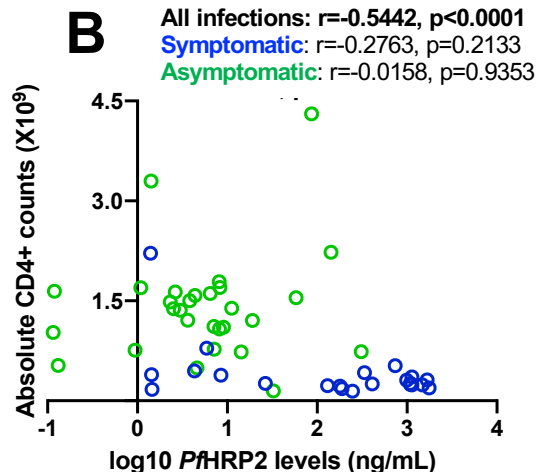 B
All infections: r=-0.5442, p<0.0001
Symptomatic: r=-0.2763, p=0.2133
Asymptomatic: r=-0.0158, p=0.9353
Absolute CD4+ counts (X10⁹)
4.5
3.0
1.5
0
-1 0 1 2 3 4
log10 PfHRP2 levels (ng/mL)